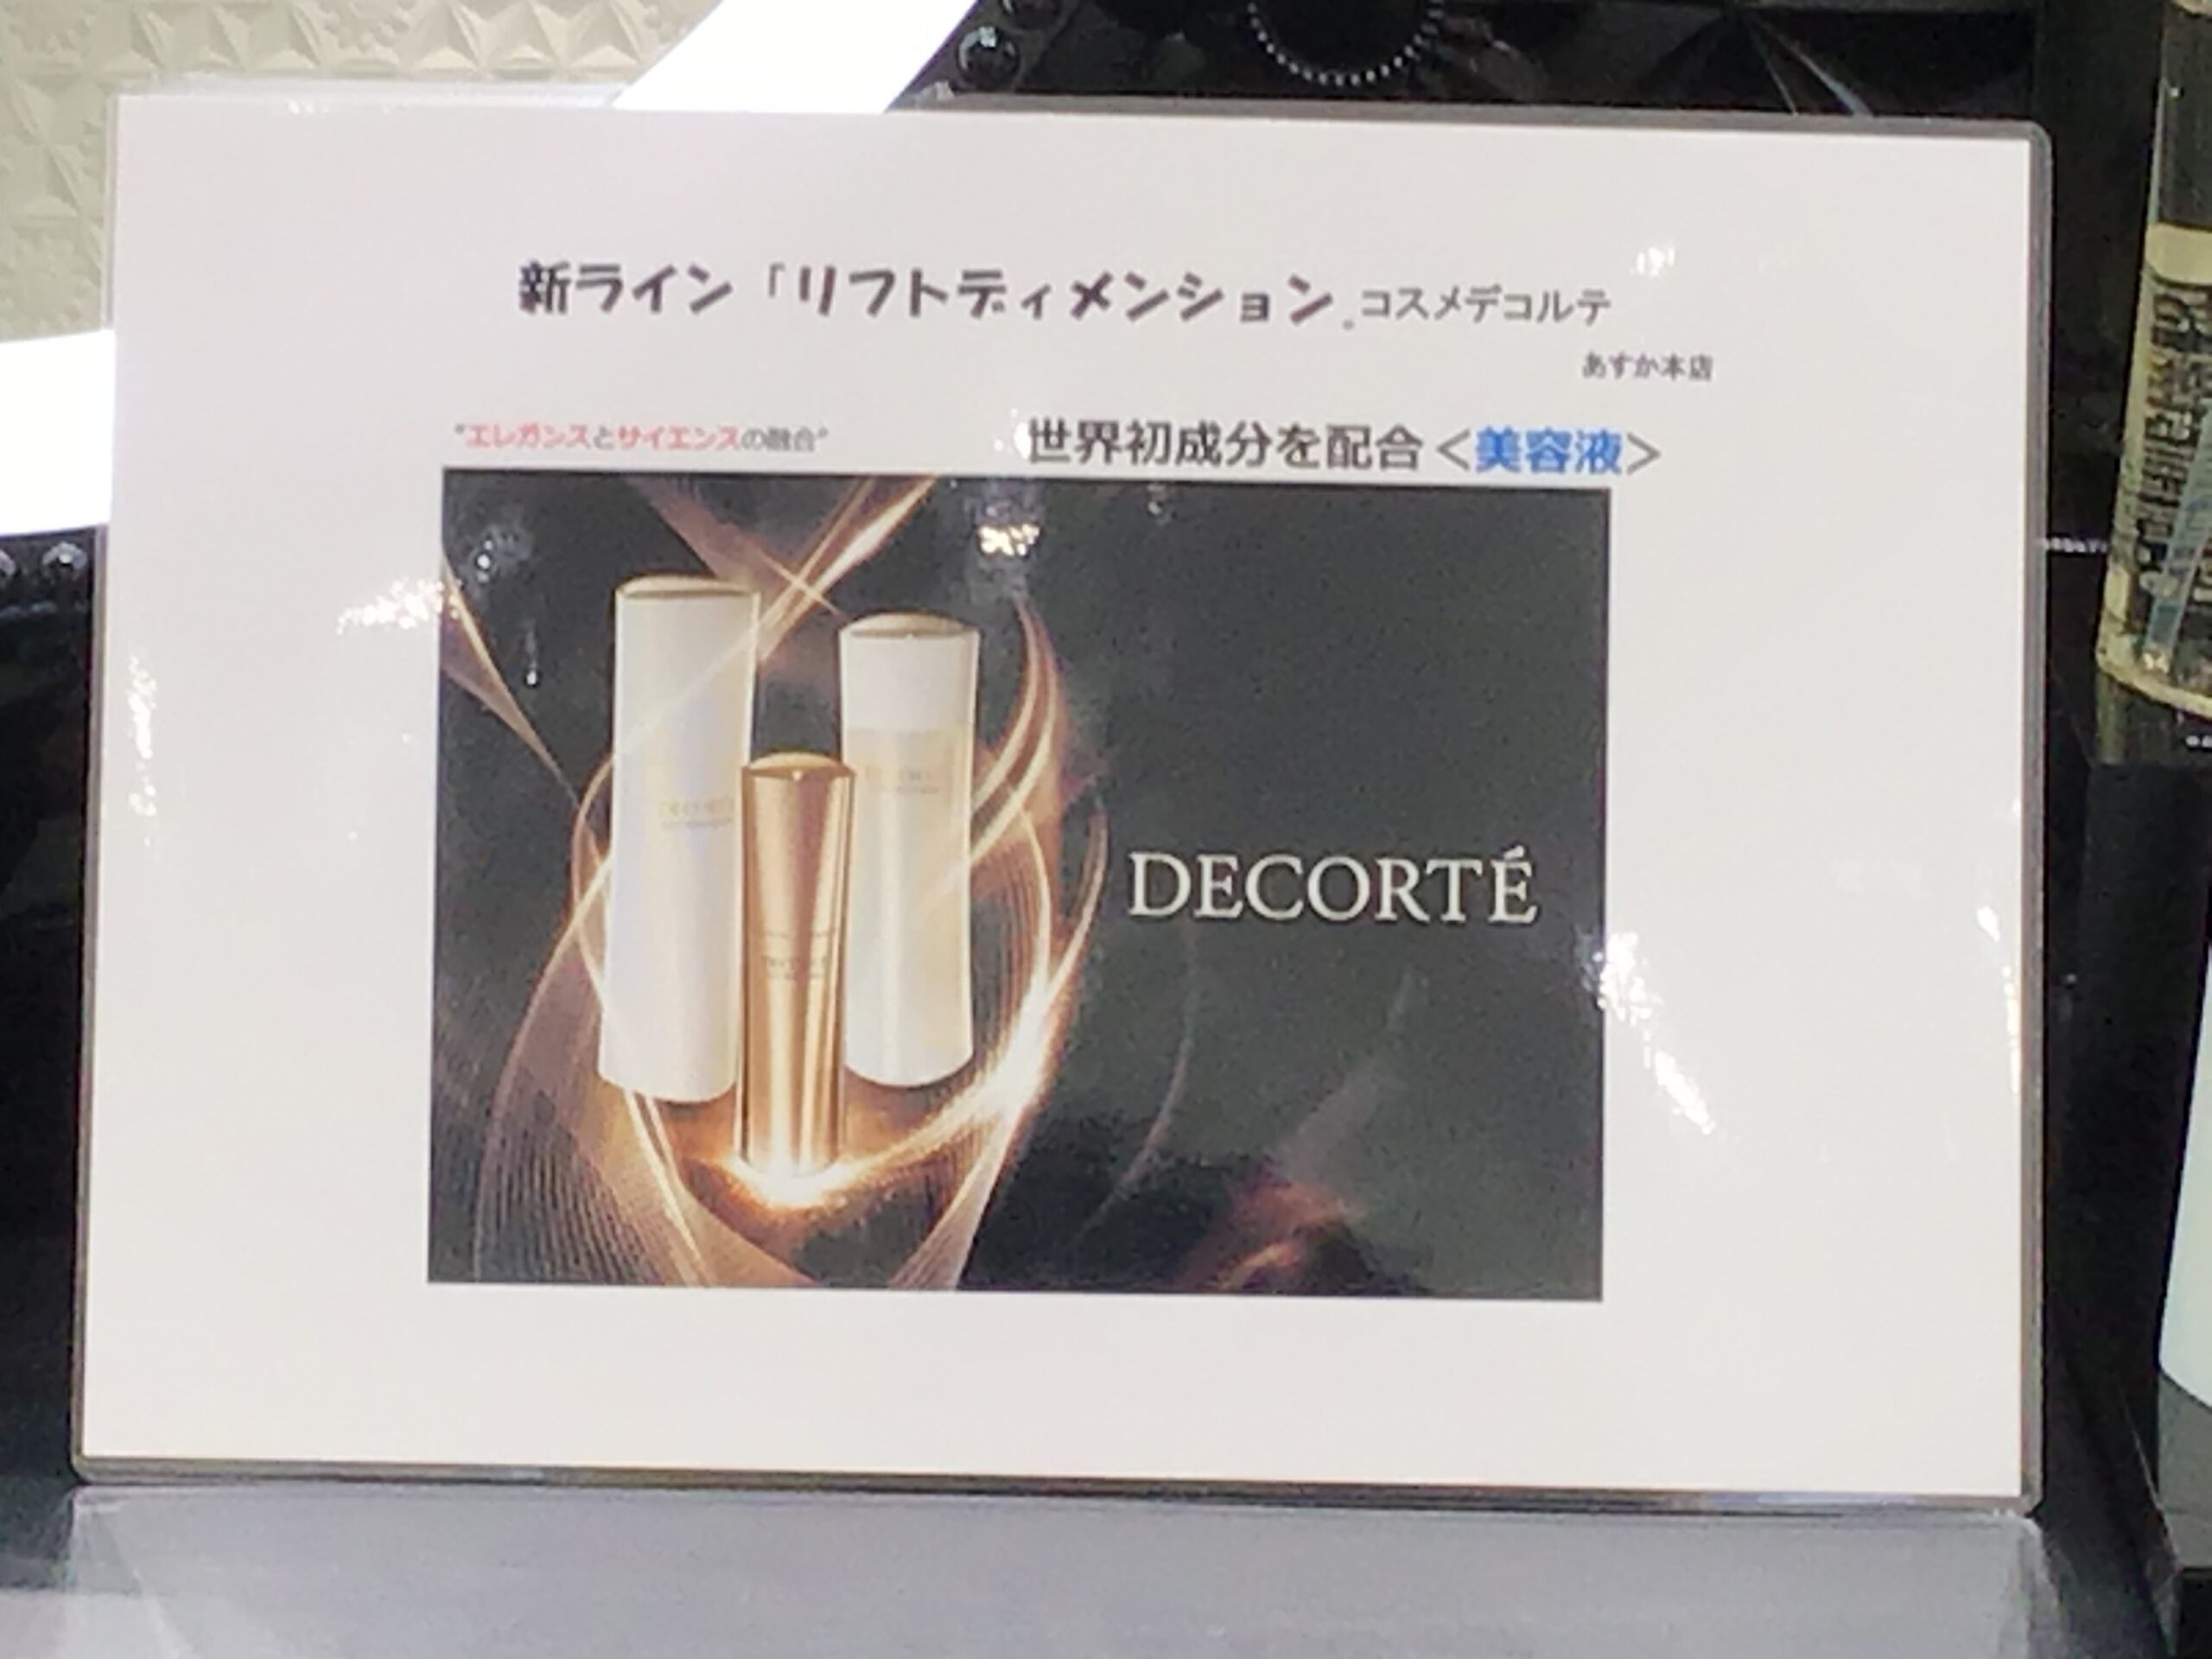 新ライン「リフトディメンション」コスメデコルテ
あすか本店
"エレガンスとサイエンスの融合"
世界初成分を配合＜美容液＞
DECORTÉ